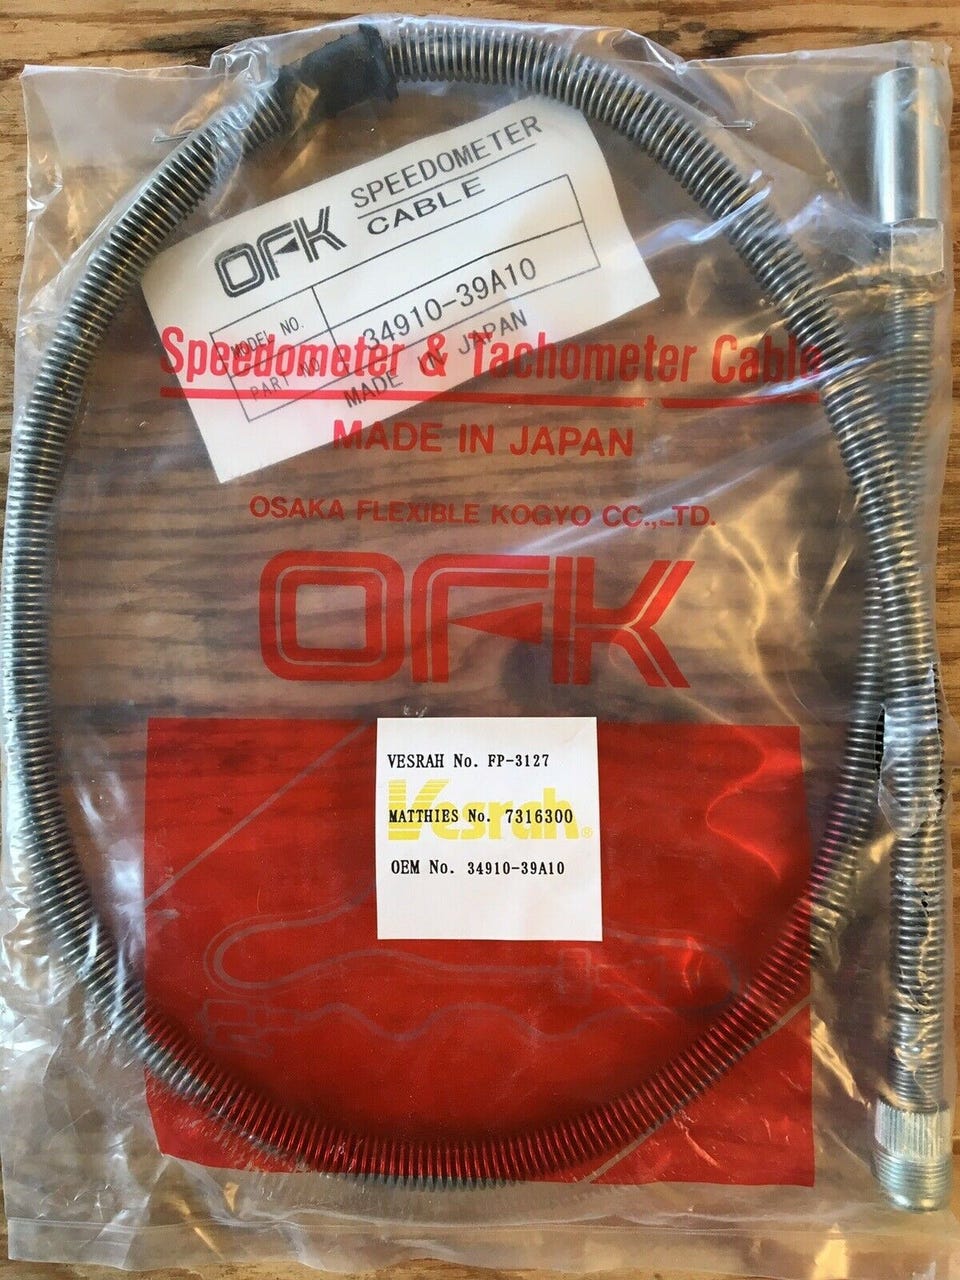 OFK SPEEDOMETER
CABLE
MODEL NO.
PART NO. 34910-39A10
MADE IN JAPAN
Speedometer & Tachometer Cable
MADE IN JAPAN
OSAKA FLEXIBLE KOGYO CC.,LTD.
OFK
VESRAH No. FP-3127
Vesrah®
MATTHIES No. 7316300
OEM No. 34910-39A10